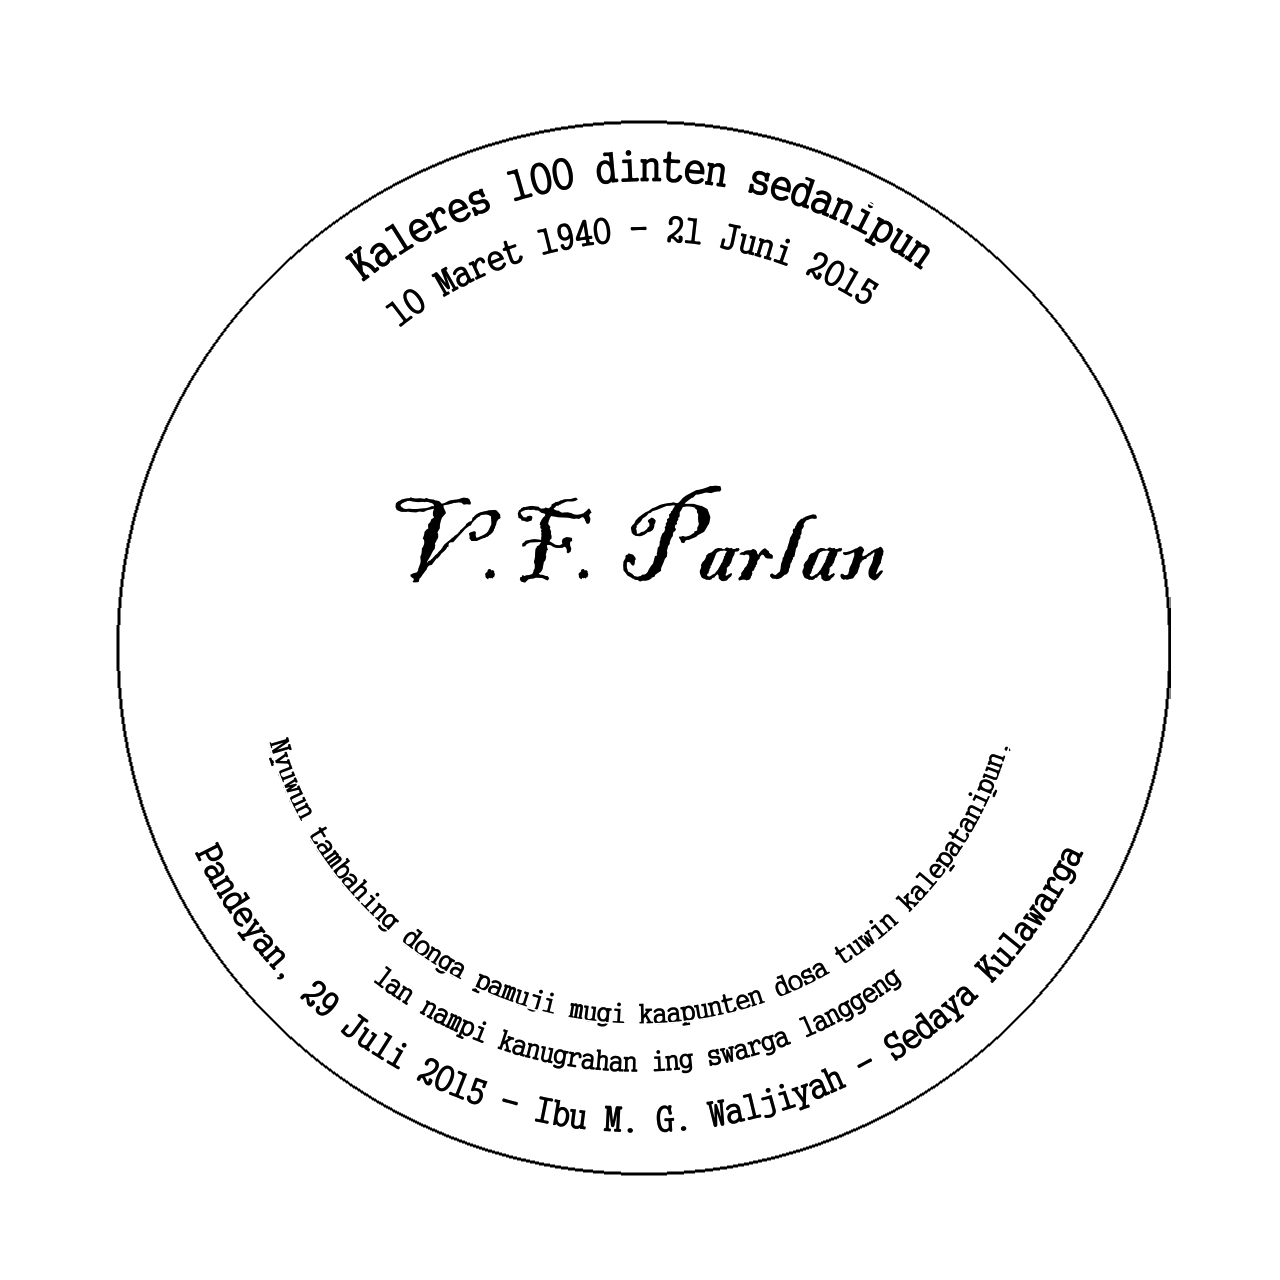 Kaleres 100 dinten sedanipun
10 Maret 1940 - 21 Juni 2015
V.F. Parlan
Nyuwun tambahing donga pamuji mugi kaapunten dosa tuwin kalepatanipun,
lan nampi kanugrahan ing swarga langgeng
Pandeyan, 29 Juli 2015 - Ibu M. G. Waljiyah - Sedaya Kulawarga